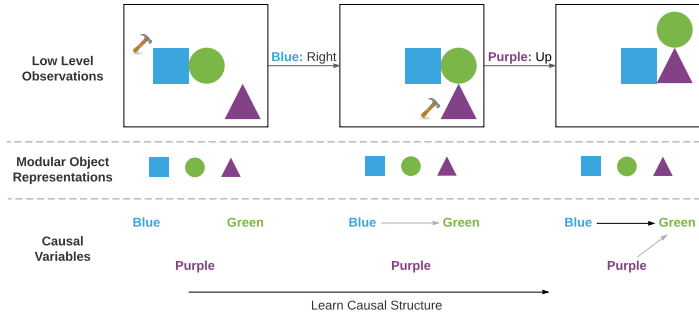 Low Level
Observations
Blue: Right
Purple: Up
Modular Object
Representations
Blue
Green
Blue
Green
Blue
Green
Causal
Variables
Purple
Purple
Purple
Learn Causal Structure